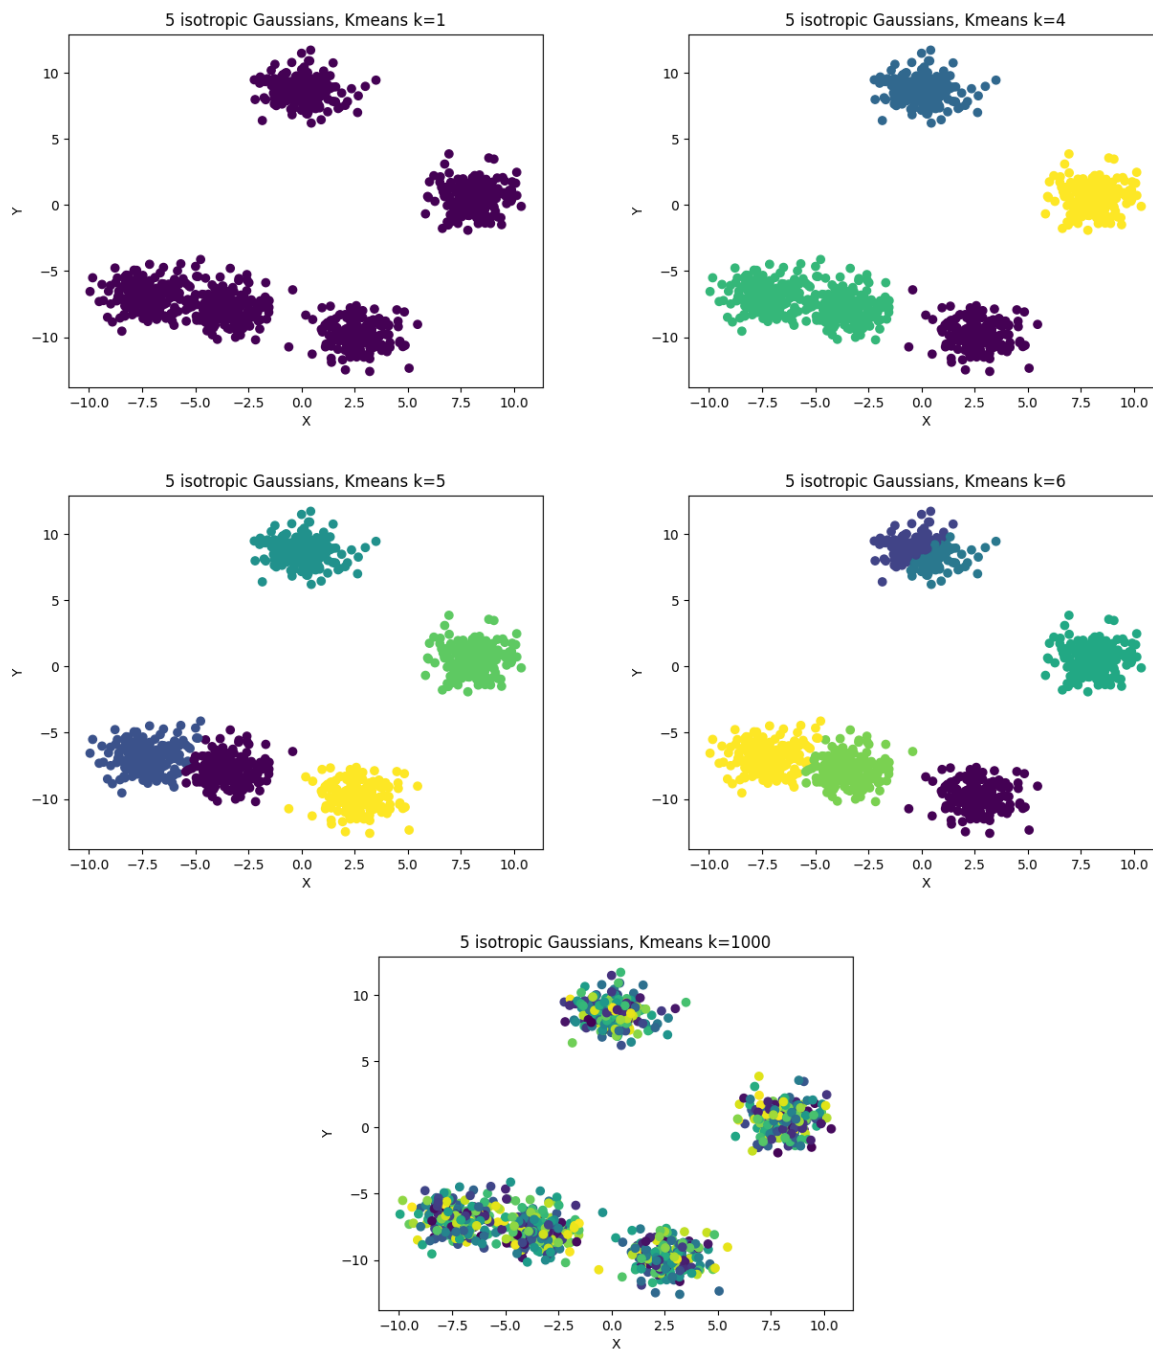 5 isotropic Gaussians, Kmeans k=1
10
5
0
−5
−10
Y
−10.0 −7.5 −5.0 −2.5 0.0 2.5 5.0 7.5 10.0
X
5 isotropic Gaussians, Kmeans k=4
10
5
0
−5
−10
Y
−10.0 −7.5 −5.0 −2.5 0.0 2.5 5.0 7.5 10.0
X
5 isotropic Gaussians, Kmeans k=5
10
5
0
−5
−10
Y
−10.0 −7.5 −5.0 −2.5 0.0 2.5 5.0 7.5 10.0
X
5 isotropic Gaussians, Kmeans k=6
10
5
0
−5
−10
Y
−10.0 −7.5 −5.0 −2.5 0.0 2.5 5.0 7.5 10.0
X
5 isotropic Gaussians, Kmeans k=1000
10
5
0
−5
−10
Y
−10.0 −7.5 −5.0 −2.5 0.0 2.5 5.0 7.5 10.0
X